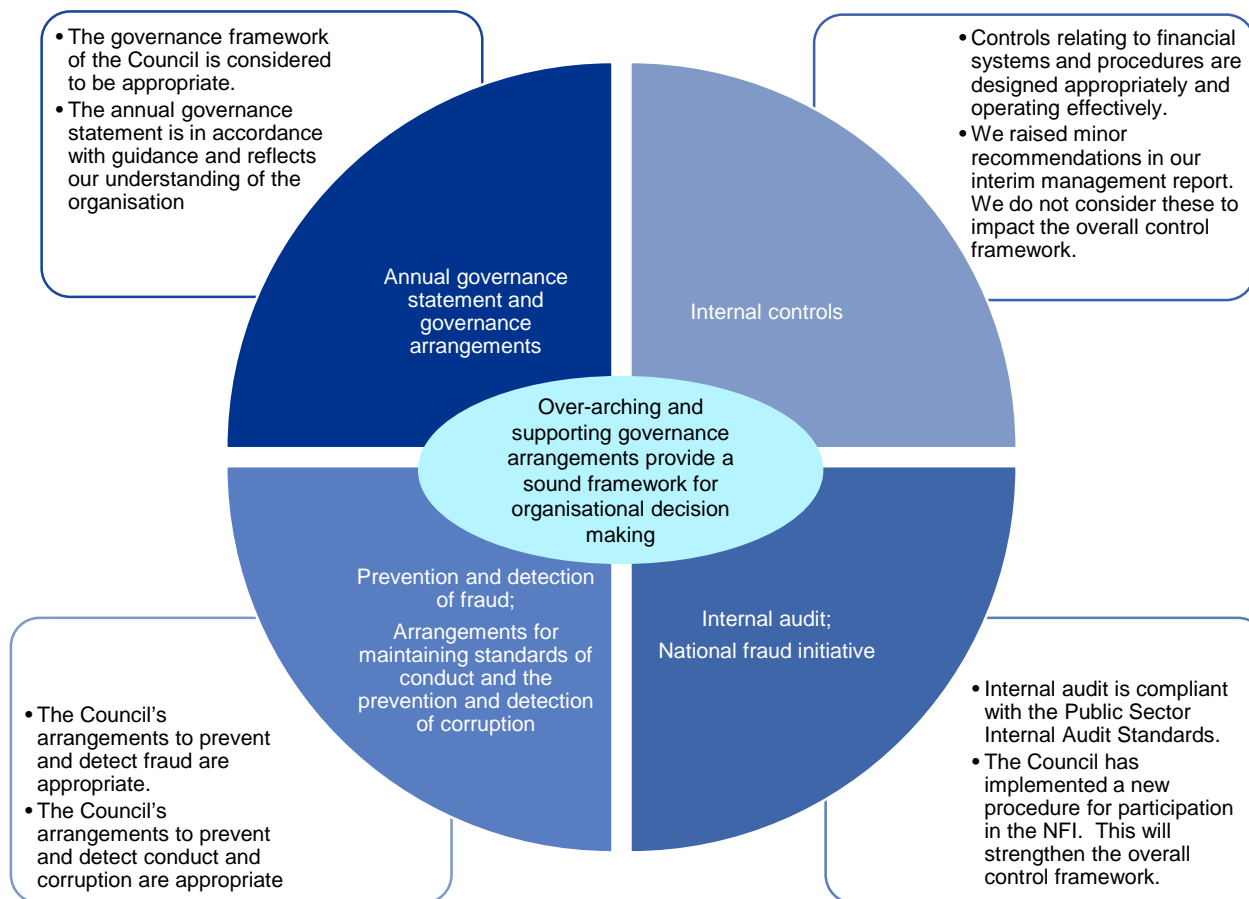 • The governance framework
of the Council is considered
to be appropriate.
• The annual governance
statement is in accordance
with guidance and reflects
our understanding of the
organisation
• Controls relating to financial
systems and procedures are
designed appropriately and
operating effectively.
• We raised minor
recommendations in our
interim management report.
We do not consider these to
impact the overall control
framework.
Annual governance
statement and
governance
arrangements
Internal controls
Over-arching and
supporting governance
arrangements provide a
sound framework for
organisational decision
making
Prevention and detection
of fraud;
Arrangements for
maintaining standards of
conduct and the
prevention and detection
of corruption
Internal audit;
National fraud initiative
• The Council's
arrangements to prevent
and detect fraud are
appropriate.
• The Council's
arrangements to prevent
and detect conduct and
corruption are appropriate
• Internal audit is compliant
with the Public Sector
Internal Audit Standards.
• The Council has
implemented a new
procedure for participation
in the NFI.  This will
strengthen the overall
control framework.